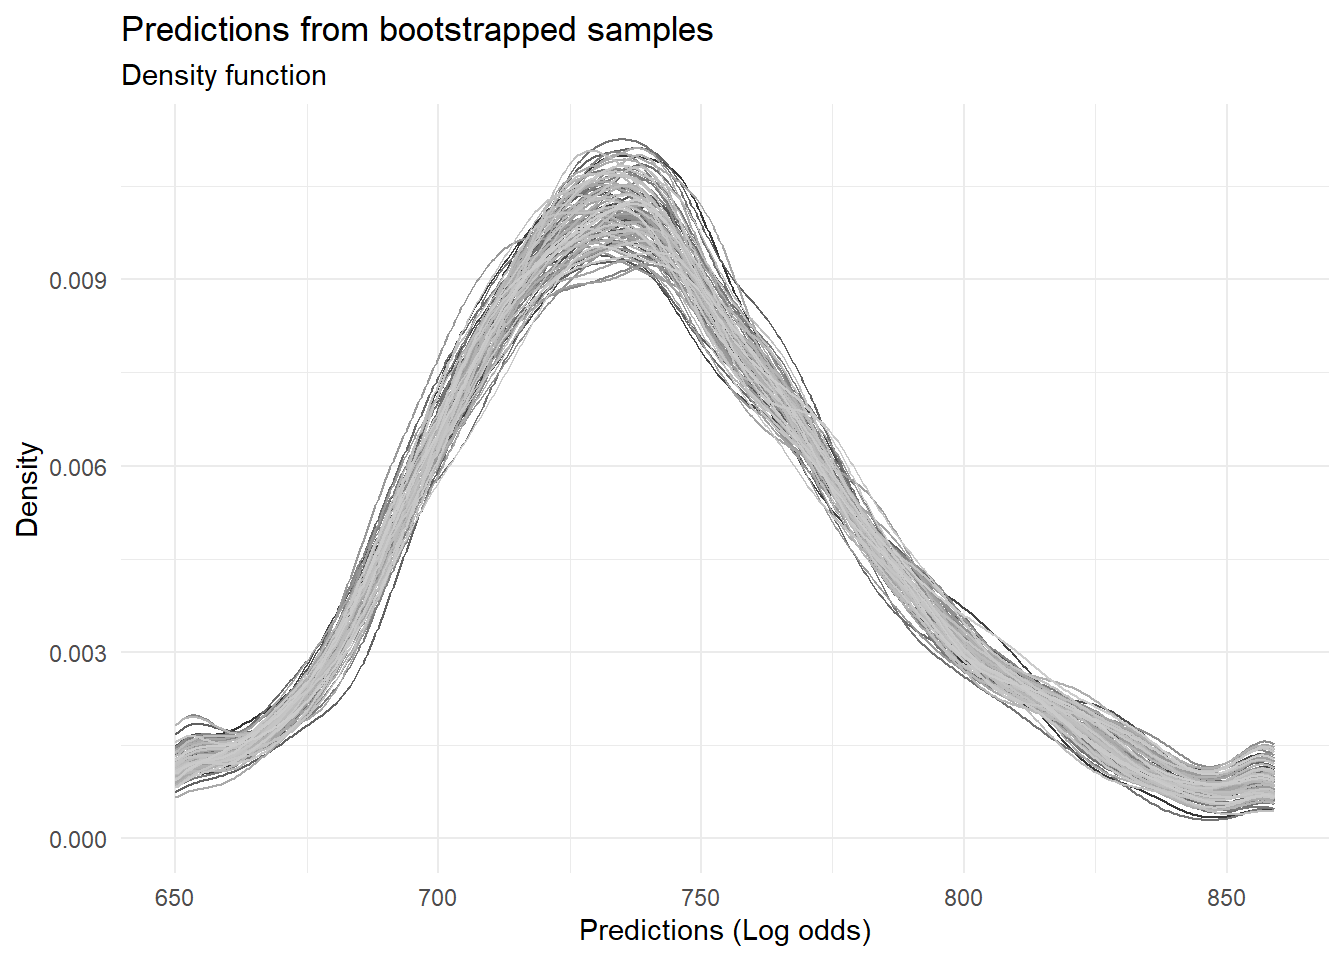 Predictions from bootstrapped samples
Density function
Density
0.009
0.006
0.003
0.000
650 700 750 800 850
Predictions (Log odds)